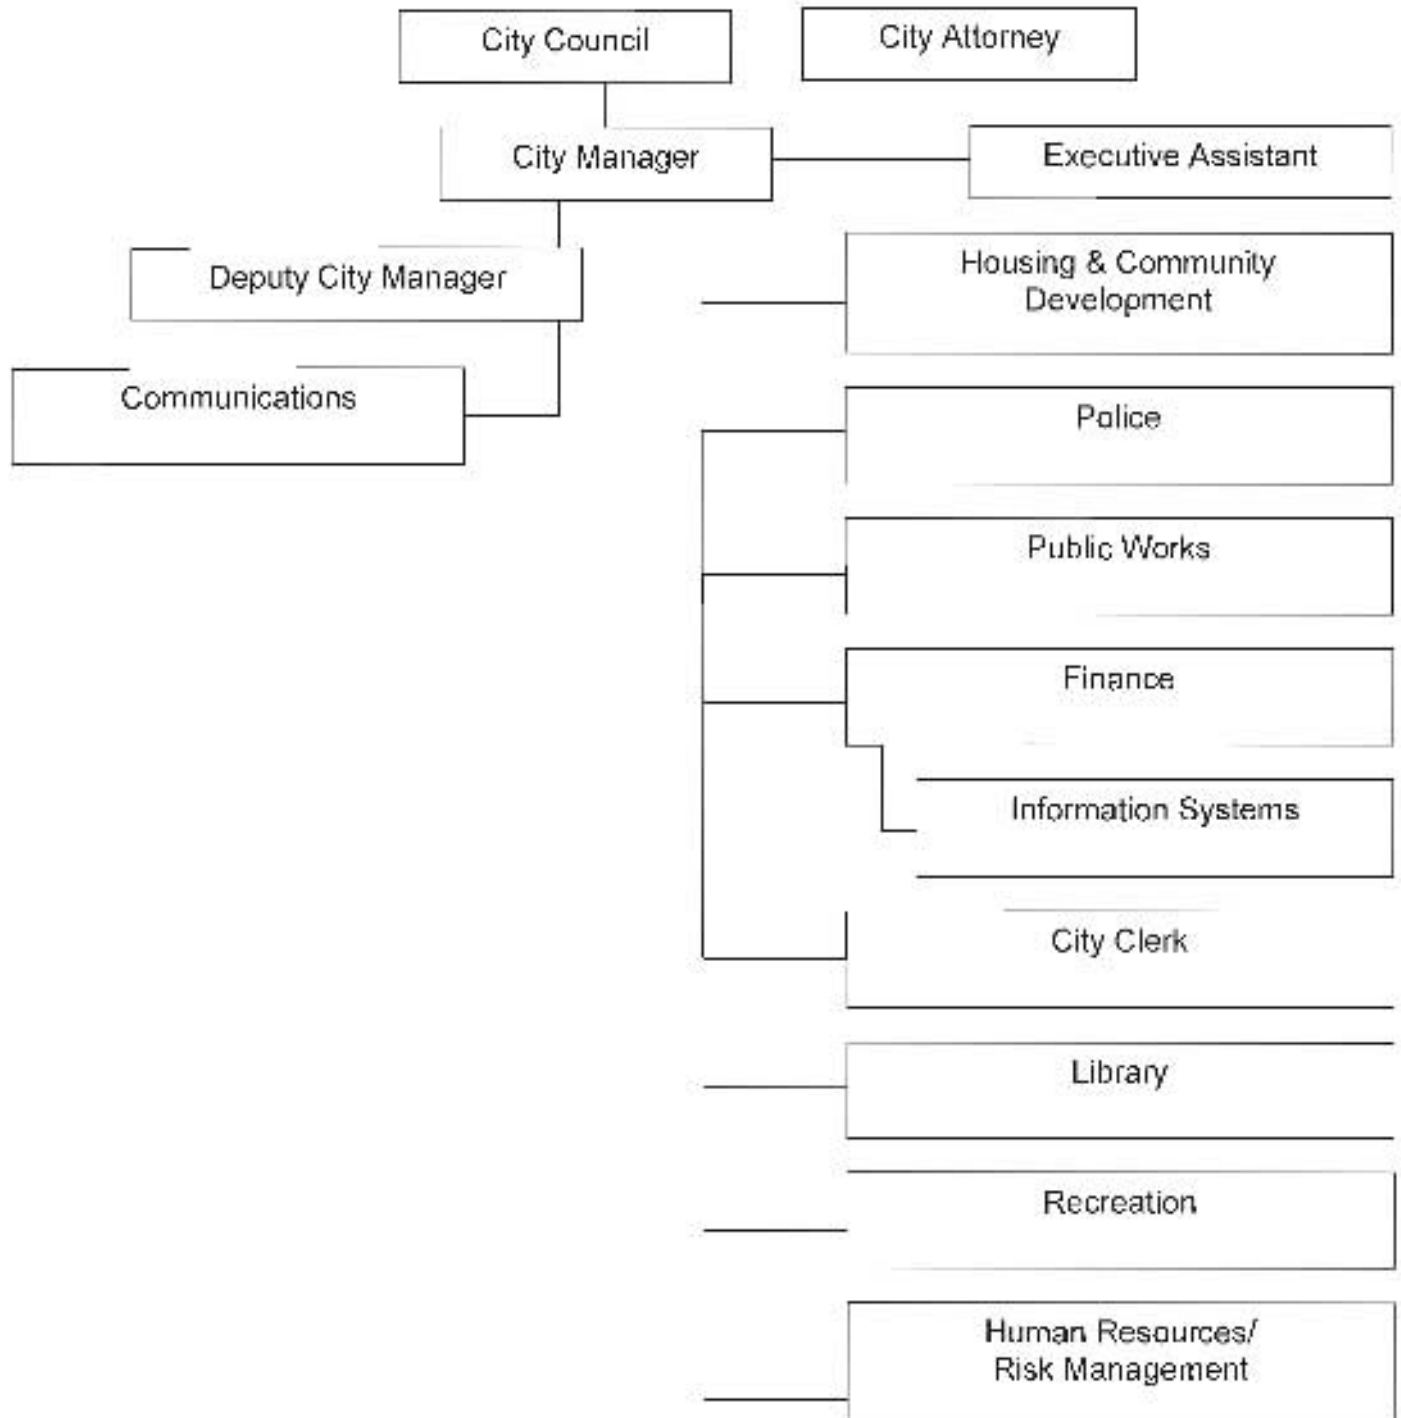 City Council
City Attorney
City Manager
Executive Assistant
Deputy City Manager
Housing & Community
Development
Communications
Police
Public Works
Finance
Information Systems
City Clerk
Library
Recreation
Human Resources/
Risk Management